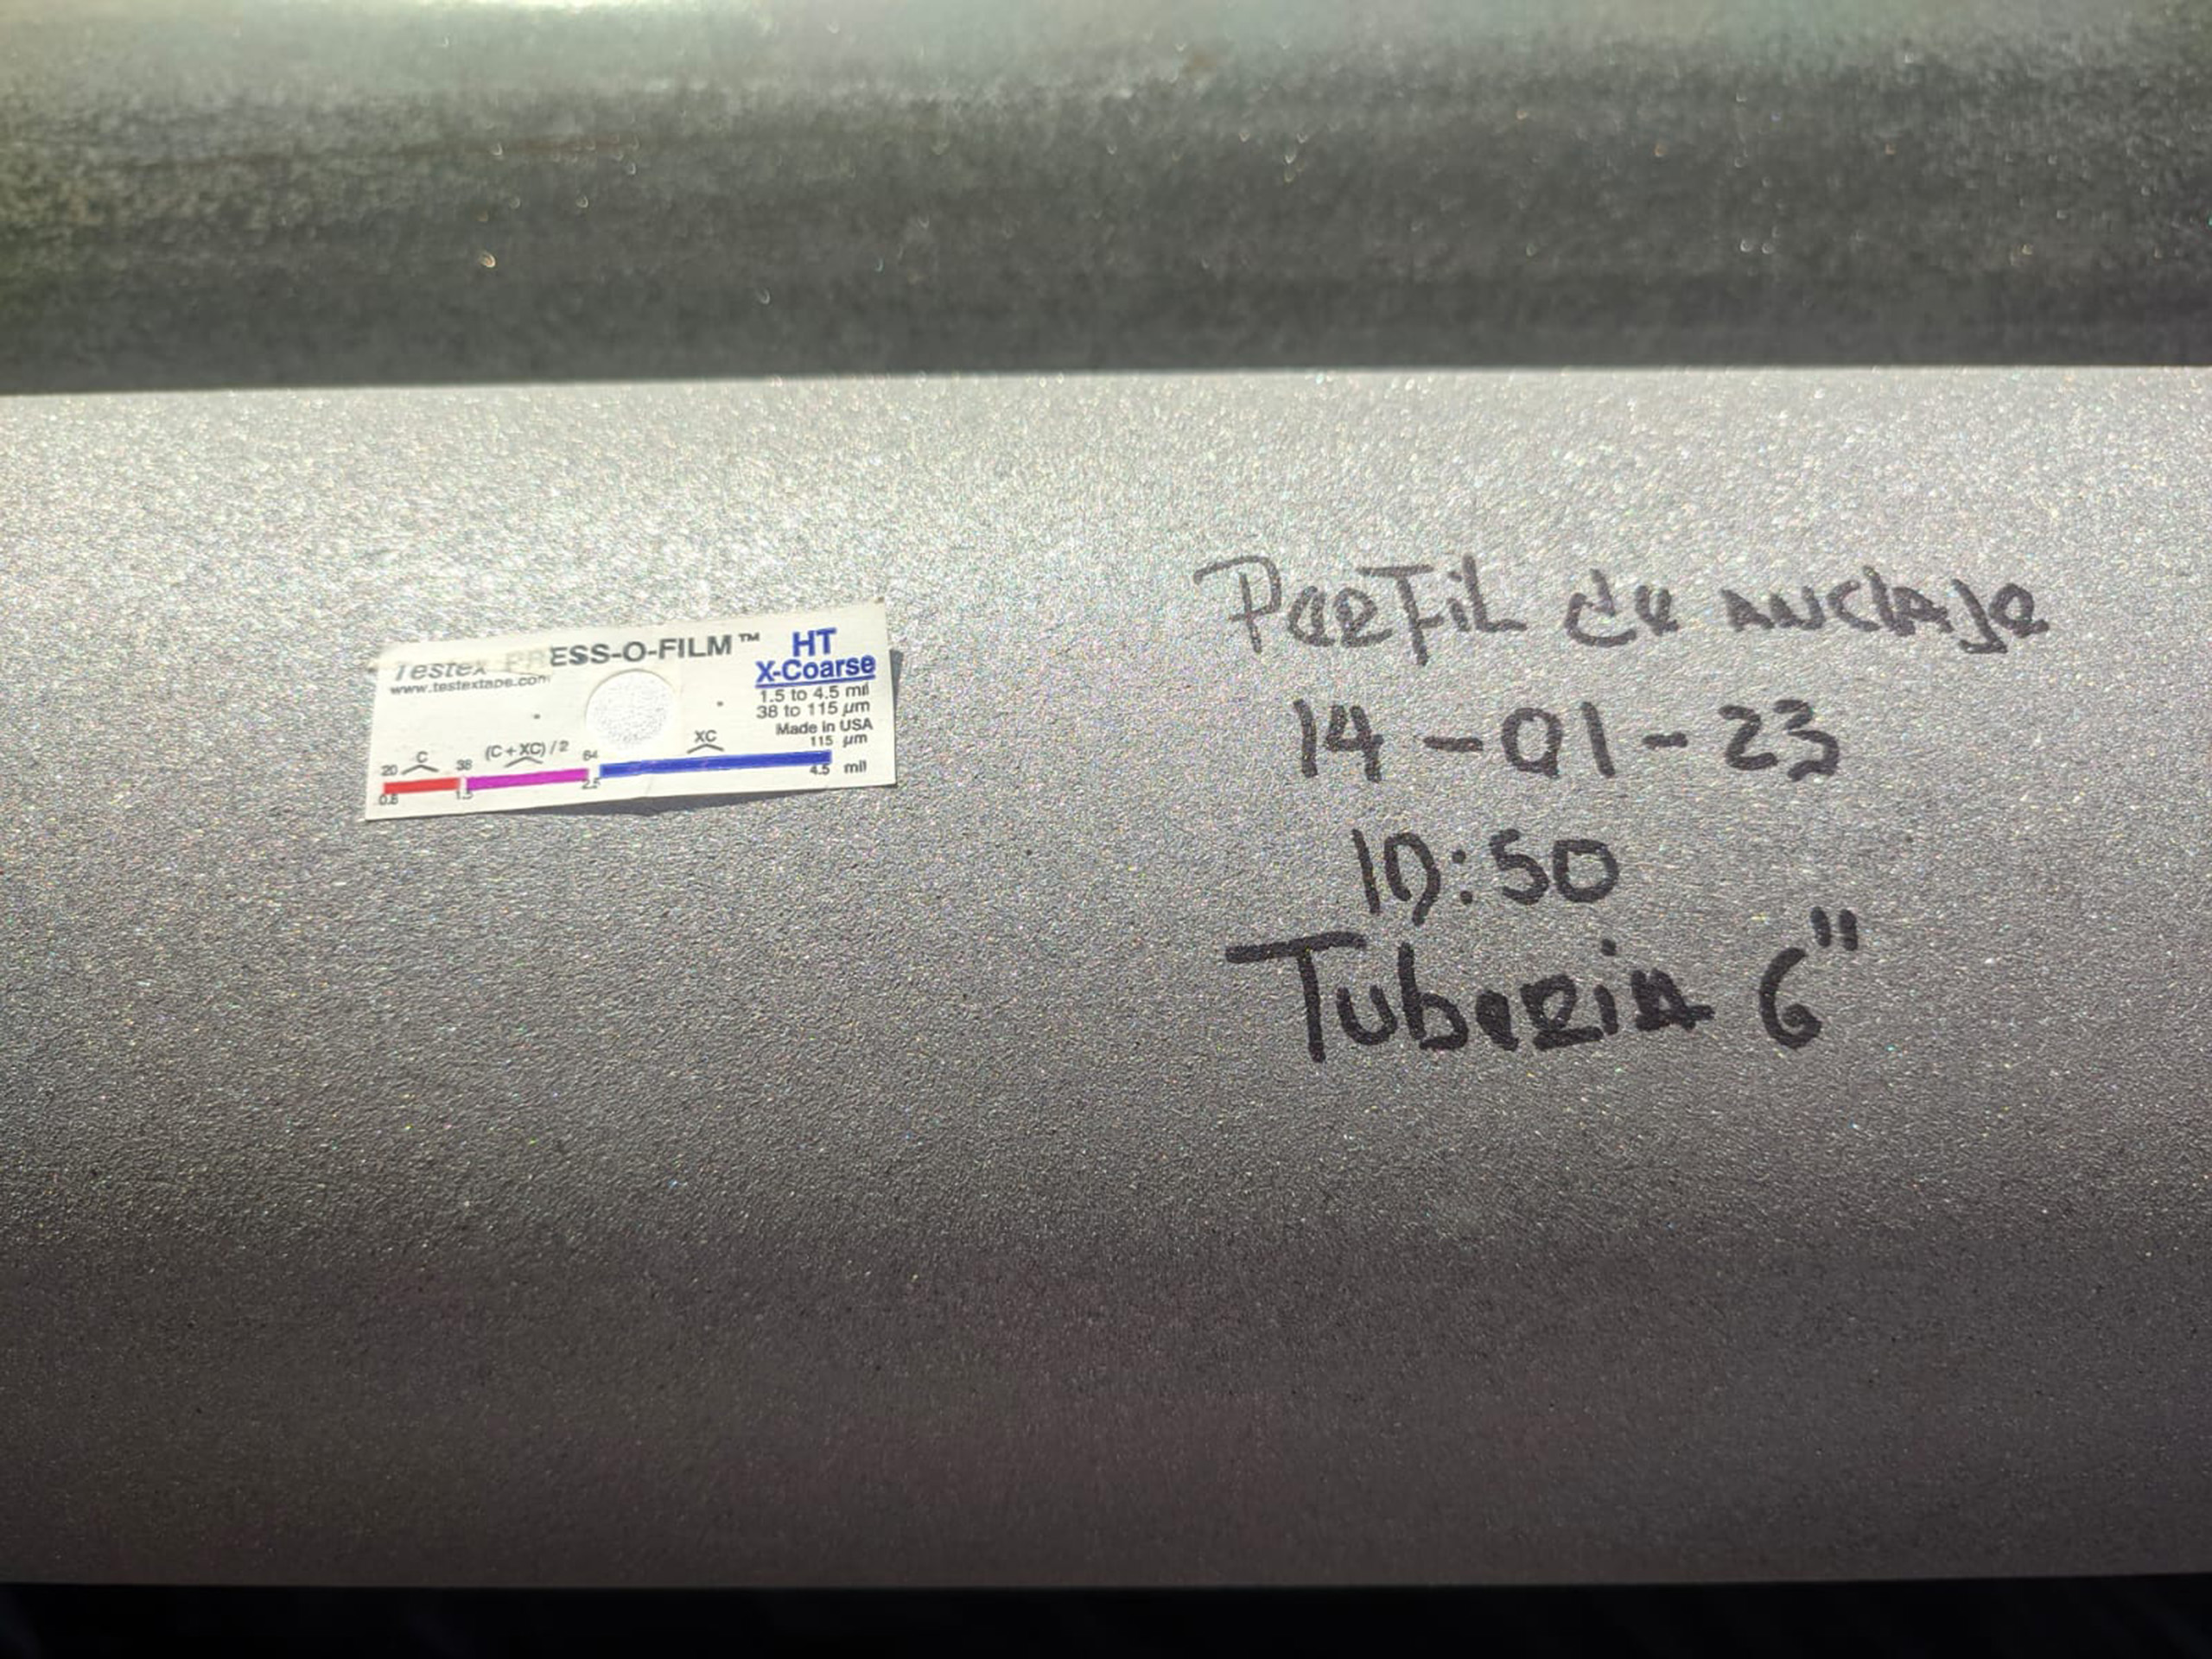 Testex PRESS-O-FILM™ HT
www.testextape.com
X-Coarse
1.5 to 4.5 mil
38 to 115 µm
Made in USA
C (C + XC) / 2 XC 115 µm
20 38 64
0.8 1.5 2.5 4.5 mil
Perfil de anclaje
14-01-23
10:50
Tuberia 6"